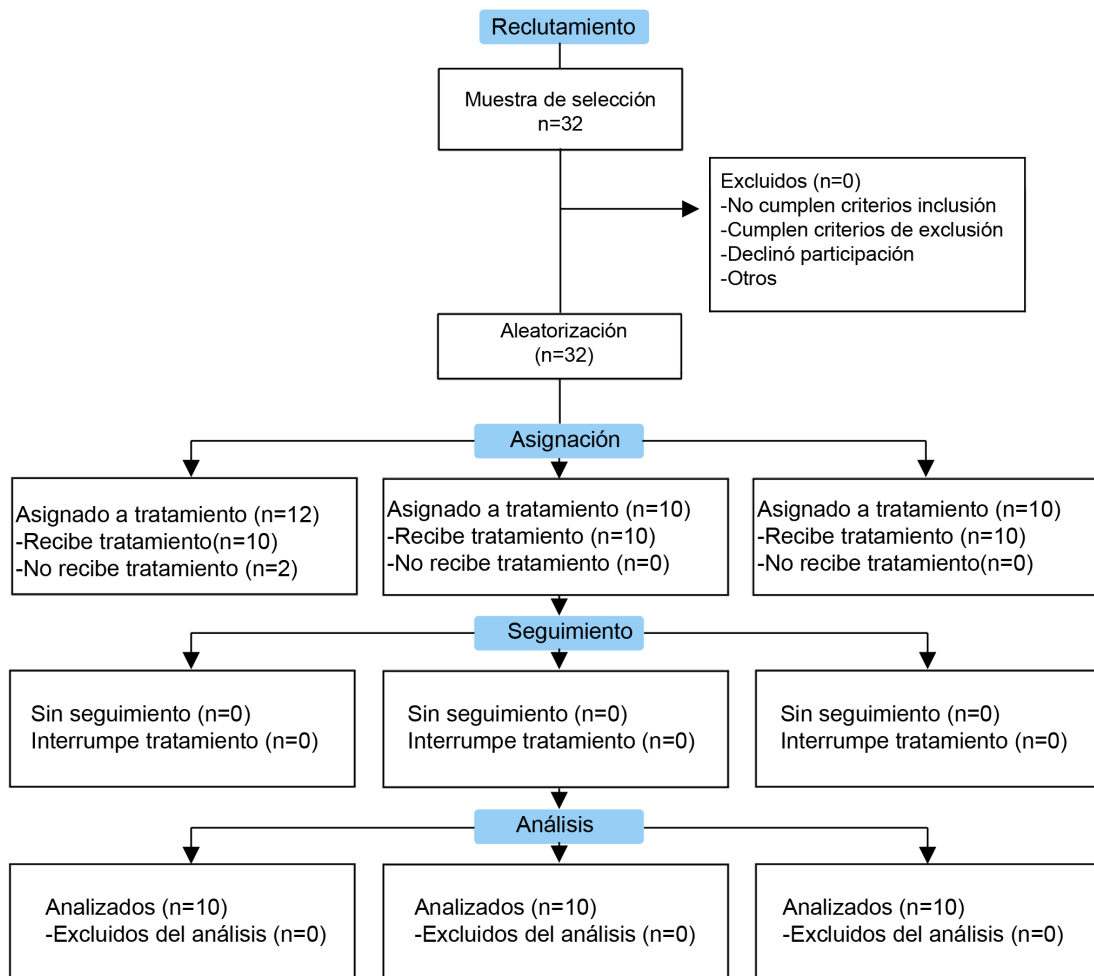 Reclutamiento
Muestra de selección
n=32
Excluidos (n=0)
-No cumplen criterios inclusión
-Cumplen criterios de exclusión
-Declinó participación
-Otros
Aleatorización
(n=32)
Asignación
Asignado a tratamiento (n=12)
-Recibe tratamiento(n=10)
-No recibe tratamiento (n=2)
Asignado a tratamiento (n=10)
-Recibe tratamiento (n=10)
-No recibe tratamiento (n=0)
Asignado a tratamiento (n=10)
-Recibe tratamiento (n=10)
-No recibe tratamiento(n=0)
Seguimiento
Sin seguimiento (n=0)
Interrumpe tratamiento (n=0)
Sin seguimiento (n=0)
Interrumpe tratamiento (n=0)
Sin seguimiento (n=0)
Interrumpe tratamiento (n=0)
Análisis
Analizados (n=10)
-Excluidos del análisis (n=0)
Analizados (n=10)
-Excluidos del análisis (n=0)
Analizados (n=10)
-Excluidos del análisis (n=0)